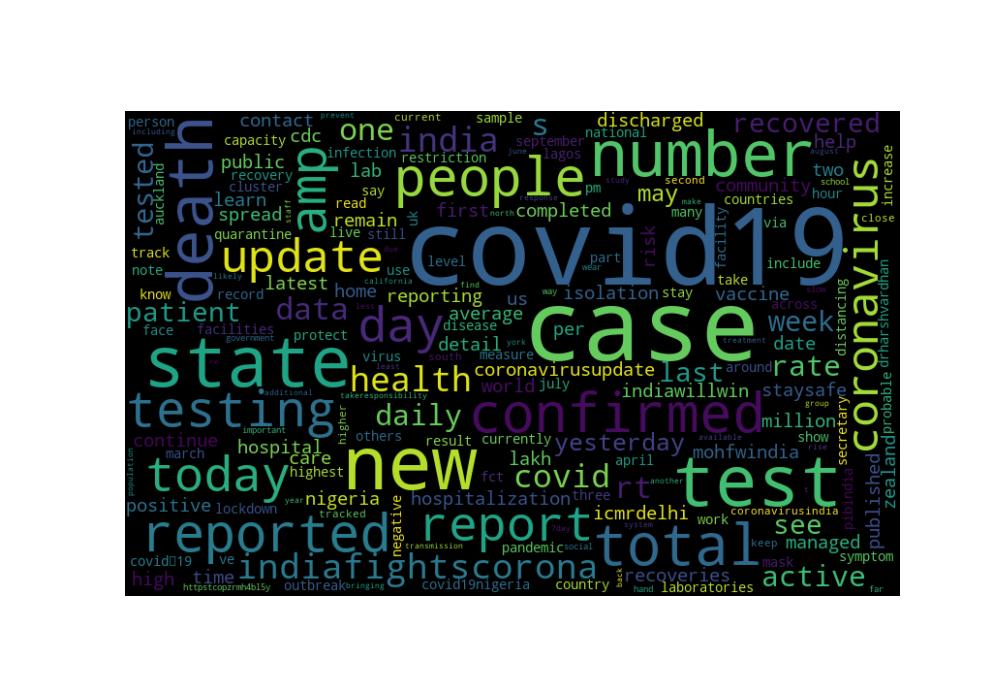 person
including
contact
current
sample
discharged
recovered
prevent
capacity
cdc
one
india
s
september
lagos
national
number
help
august
tested
death
amp
public
infection
lab
restriction
people
pm
may
community
two
hour
school
increase
auckland
recovery
cluster
learn
say
study
second
countries
june
response
make
spread
staff
read
remain
uk
first
north
completed
many
risk
facility
via
close
quarantine
live
still
covid19
coronavirus
track
update
level
part
wear
take
include
distancing
drharshvardhan
note
likely
latest
use
california
find
way
isolation
stay
vaccine
across
slow
know
record
home
data
reporting
us
patient
day
average
disease
case
per
week
face
facilities
government
protect
less
detail
york
treatment
date
probable
virus
south
measure
around
state
health
least
coronavirusupdate
last
rate
additional
takeresponsibility
world
july
indiawillwin
staysafe
group
testing
higher
daily
confirmed
million
secretary
zealand
important
others
result
currently
yesterday
available
show
rise
continue
hospital
new
mohfwindia
population
march
care
lakh
april
published
pibindia
today
highest
fct
covid
rt
another
test
year
nigeria
hospitalization
three
positive
lockdown
tracked
negative
icmrdelhi
work
coronavirusindia
reported
report
7day
system
see
transmission
pandemic
social
total
keep
managed
symptom
covid19
ve
indiafightscorona
back
mask
high
time
outbreak
bringing
covid19nigeria
country
recoveries
active
httpstcopzrmh4bl5y
hand
laboratories
far